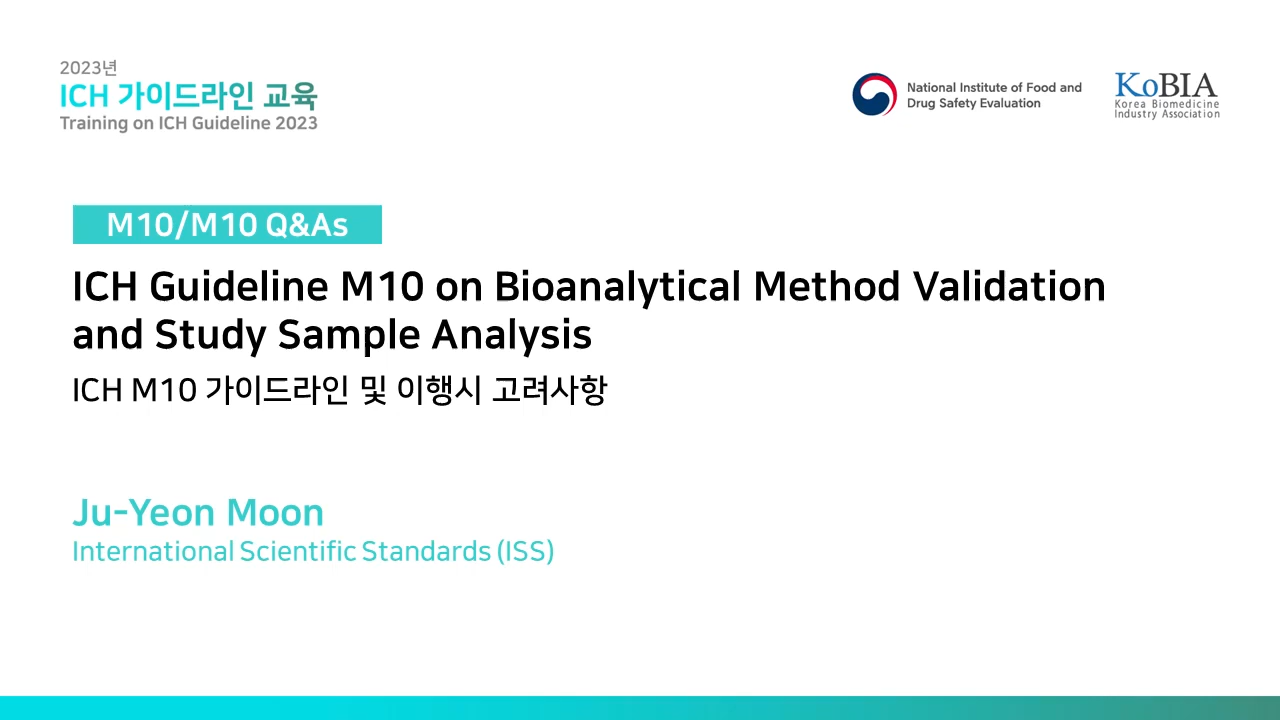 2023년
ICH 가이드라인 교육
Training on ICH Guideline 2023
National Institute of Food and
Drug Safety Evaluation
KoBIA
Korea Biomedicine
Industry Association
M10/M10 Q&As
ICH Guideline M10 on Bioanalytical Method Validation
and Study Sample Analysis
ICH M10 가이드라인 및 이행시 고려사항
Ju-Yeon Moon
International Scientific Standards (ISS)